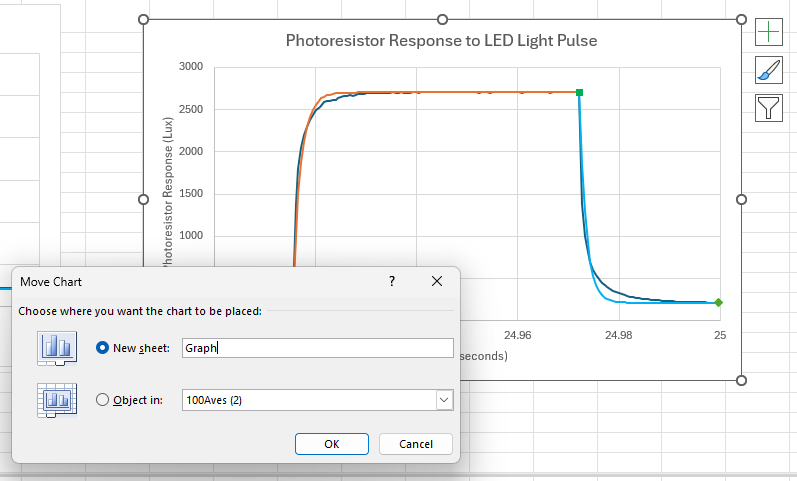 Photoresistor Response to LED Light Pulse
3000
2500
2000
1500
1000
Photoresistor Response (Lux)
24.96
24.98
25
seconds)
Move Chart
?
Choose where you want the chart to be placed:
New sheet:
Graph
Object in:
100Aves (2)
OK
Cancel